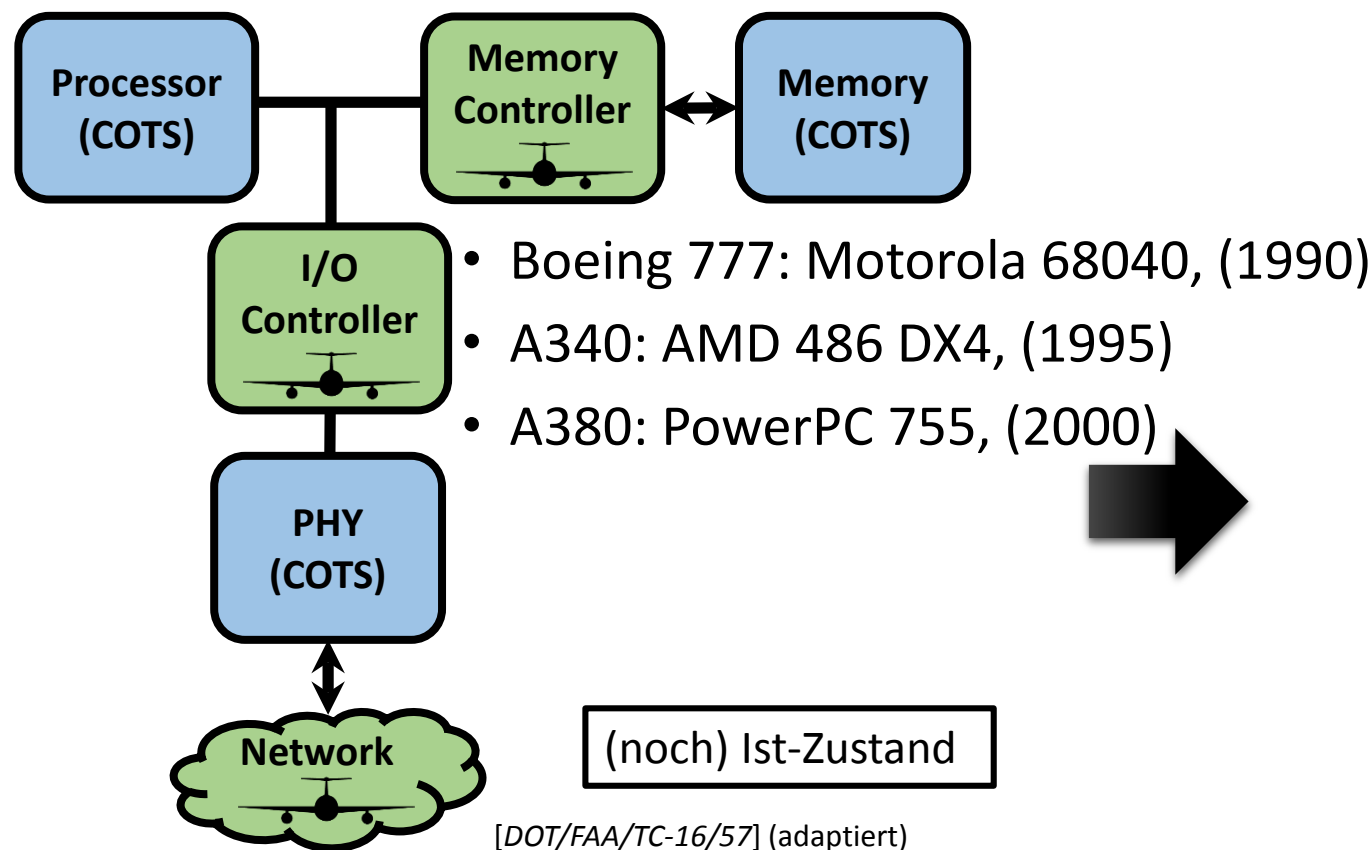 Processor
(COTS)
Memory
Controller
Memory
(COTS)
I/O
Controller
• Boeing 777: Motorola 68040, (1990)
• A340: AMD 486 DX4, (1995)
• A380: PowerPC 755, (2000)
PHY
(COTS)
Network
(noch) Ist-Zustand
[DOT/FAA/TC-16/57] (adaptiert)